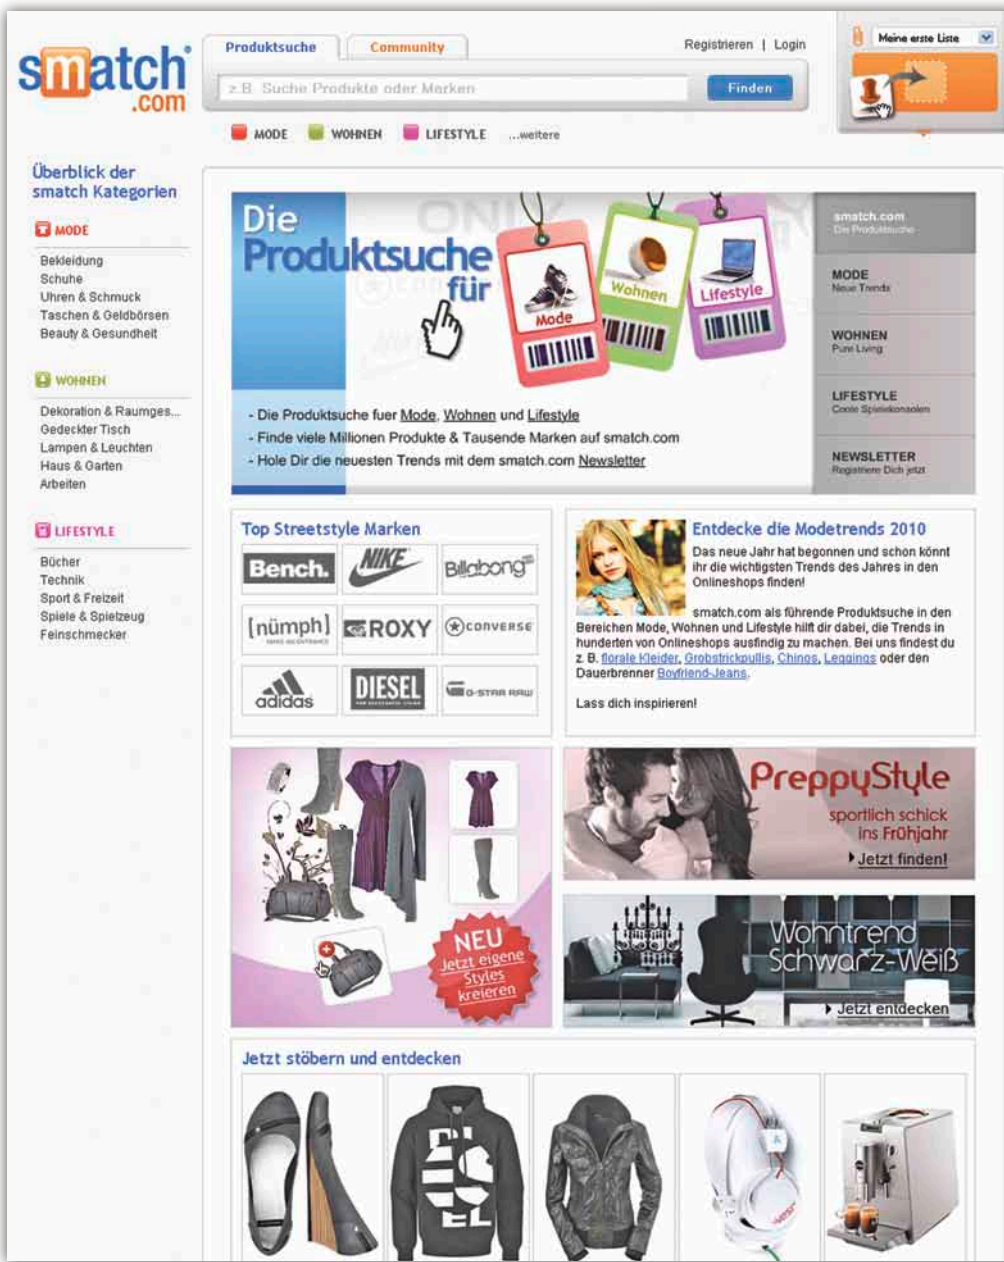 smatch
.com
Produktsuche
Community
Registrieren | Login
Meine erste Liste
z.B. Suche Produkte oder Marken
Finden
MODE
WOHNEN
LIFESTYLE
...weitere
Überblick der
smatch Kategorien
MODE
Bekleidung
Schuhe
Uhren & Schmuck
Taschen & Geldbörsen
Beauty & Gesundheit
WOHNEN
Dekoration & Raumges...
Gedeckter Tisch
Lampen & Leuchten
Haus & Garten
Arbeiten
LIFESTYLE
Bücher
Technik
Sport & Freizeit
Spiele & Spielzeug
Feinschmecker
Die
Produktsuche
für
Mode
Wohnen
Lifestyle
- Die Produktsuche fuer Mode, Wohnen und Lifestyle
- Finde viele Millionen Produkte & Tausende Marken auf smatch.com
- Hole Dir die neuesten Trends mit dem smatch.com Newsletter
smatch.com
Die Produktsuche
MODE
Neue Trends
WOHNEN
Pure Living
LIFESTYLE
Coole Spielekonsolen
NEWSLETTER
Registriere Dich jetzt
Top Streetstyle Marken
Bench.
NIKE
Billabong
[nümph]
ROXY
CONVERSE
adidas
DIESEL
FOR SUCCESSFUL LIVING
G-STAR RAW
Entdecke die Modetrends 2010
Das neue Jahr hat begonnen und schon könnt
ihr die wichtigsten Trends des Jahres in den
Onlineshops finden!
smatch.com als führende Produktsuche in den
Bereichen Mode, Wohnen und Lifestyle hilft dir dabei, die Trends in
hunderten von Onlineshops ausfindig zu machen. Bei uns findest du
z. B. florale Kleider, Grobstrickpullis, Chinos, Leggings oder den
Dauerbrenner Boyfriend-Jeans.
Lass dich inspirieren!
NEU
Jetzt eigene
Styles
kreieren
PreppyStyle
sportlich schick
ins Frühjahr
Jetzt finden!
Wohntrend
Schwarz-Weiß
Jetzt entdecken
Jetzt stöbern und entdecken